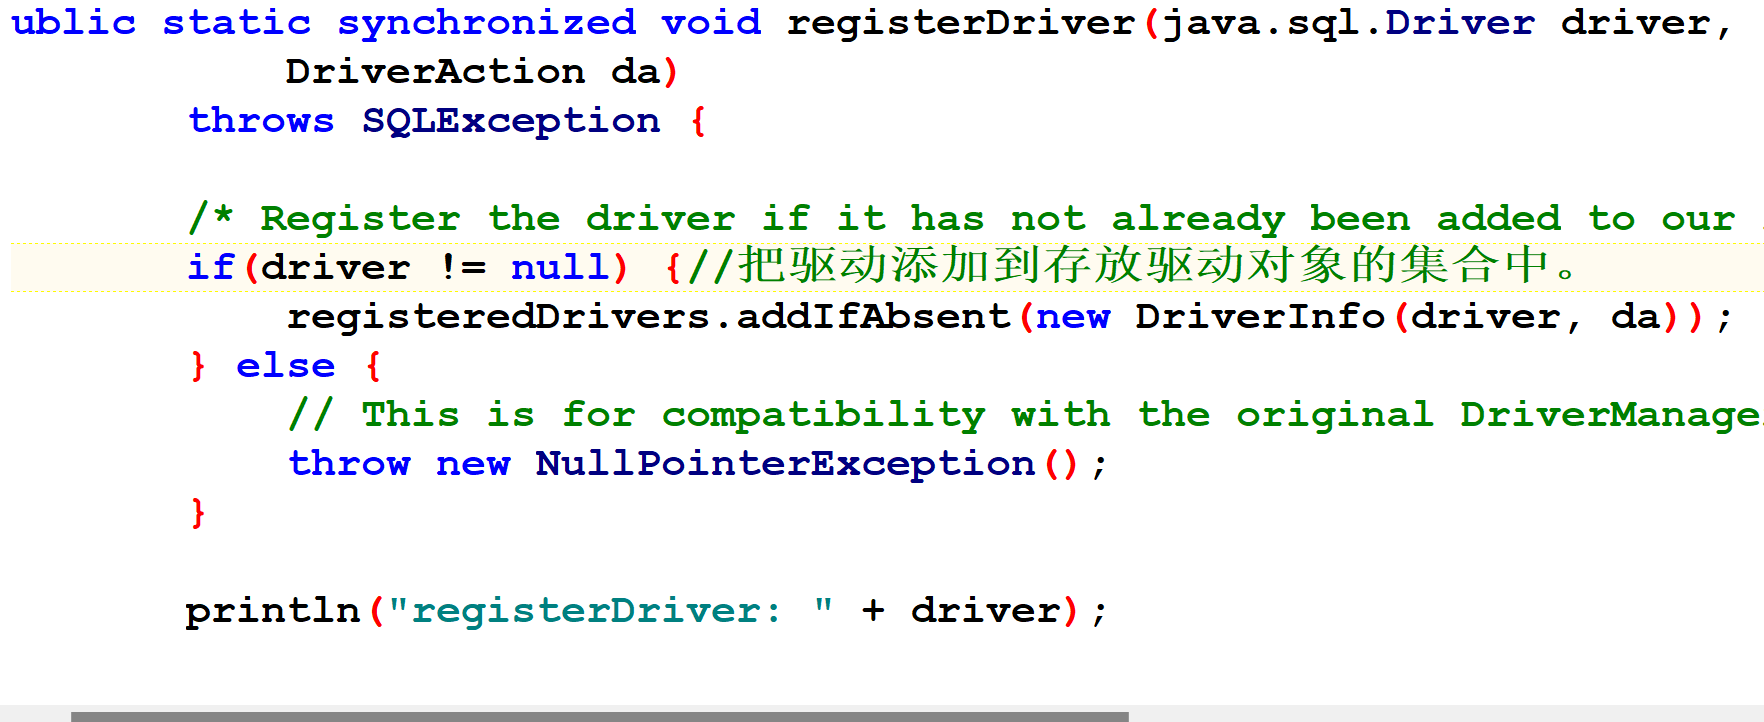 ublic static synchronized void registerDriver(java.sql.Driver driver,
DriverAction da)
throws SQLException {
/* Register the driver if it has not already been added to our
if(driver != null) {//把驱动添加到存放驱动对象的集合中。
registeredDrivers.addIfAbsent(new DriverInfo(driver, da));
} else {
// This is for compatibility with the original DriverManage
throw new NullPointerException();
}
println("registerDriver: " + driver);